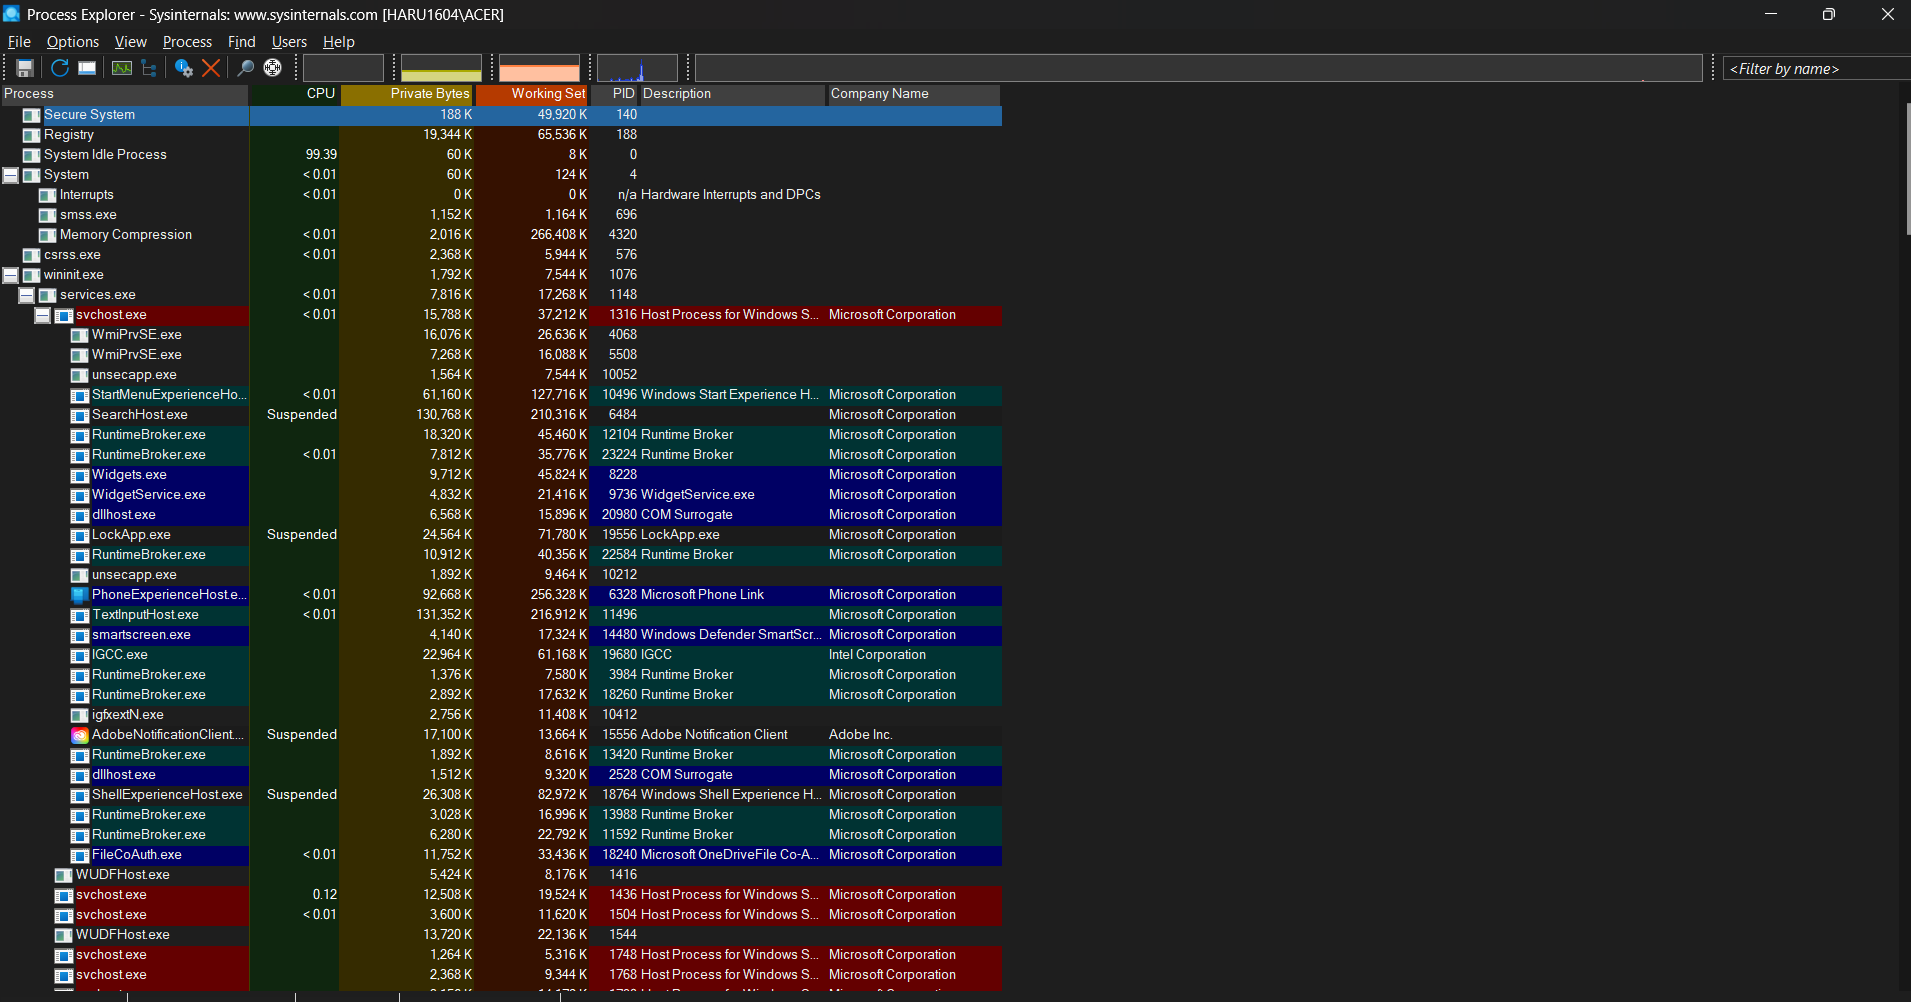 Process Explorer - Sysinternals: www.sysinternals.com [HARU1604\ACER]
File Options View Process Find Users Help
<Filter by name>
Process CPU Private Bytes Working Set PID Description Company Name
Secure System 188 K 49,920 K 140
Registry 19,344 K 65,536 K 188
System Idle Process 99.39 60 K 8 K 0
System < 0.01 60 K 124 K 4
Interrupts < 0.01 0 K 0 K n/a Hardware Interrupts and DPCs
smss.exe 1,152 K 1,164 K 696
Memory Compression < 0.01 2,016 K 266,408 K 4320
csrss.exe < 0.01 2,368 K 5,944 K 576
wininit.exe 1,792 K 7,544 K 1076
services.exe < 0.01 7,816 K 17,268 K 1148
svchost.exe < 0.01 15,788 K 37,212 K 1316 Host Process for Windows S... Microsoft Corporation
WmiPrvSE.exe 16,076 K 26,636 K 4068
WmiPrvSE.exe 7,268 K 16,088 K 5508
unsecapp.exe 1,564 K 7,544 K 10052
StartMenuExperienceHo... < 0.01 61,160 K 127,716 K 10496 Windows Start Experience H... Microsoft Corporation
SearchHost.exe Suspended 130,768 K 210,316 K 6484 Microsoft Corporation
RuntimeBroker.exe 18,320 K 45,460 K 12104 Runtime Broker Microsoft Corporation
RuntimeBroker.exe < 0.01 7,812 K 35,776 K 23224 Runtime Broker Microsoft Corporation
Widgets.exe 9,712 K 45,824 K 8228 Microsoft Corporation
WidgetService.exe 4,832 K 21,416 K 9736 WidgetService.exe Microsoft Corporation
dllhost.exe 6,568 K 15,896 K 20980 COM Surrogate Microsoft Corporation
LockApp.exe Suspended 24,564 K 71,780 K 19556 LockApp.exe Microsoft Corporation
RuntimeBroker.exe 10,912 K 40,356 K 22584 Runtime Broker Microsoft Corporation
unsecapp.exe 1,892 K 9,464 K 10212
PhoneExperienceHost.e... < 0.01 92,668 K 256,328 K 6328 Microsoft Phone Link Microsoft Corporation
TextInputHost.exe < 0.01 131,352 K 216,912 K 11496 Microsoft Corporation
smartscreen.exe 4,140 K 17,324 K 14480 Windows Defender SmartScr... Microsoft Corporation
IGCC.exe 22,964 K 61,168 K 19680 IGCC Intel Corporation
RuntimeBroker.exe 1,376 K 7,580 K 3984 Runtime Broker Microsoft Corporation
RuntimeBroker.exe 2,892 K 17,632 K 18260 Runtime Broker Microsoft Corporation
igfxextN.exe 2,756 K 11,408 K 10412
AdobeNotificationClient.... Suspended 17,100 K 13,664 K 15556 Adobe Notification Client Adobe Inc.
RuntimeBroker.exe 1,892 K 8,616 K 13420 Runtime Broker Microsoft Corporation
dllhost.exe 1,512 K 9,320 K 2528 COM Surrogate Microsoft Corporation
ShellExperienceHost.exe Suspended 26,308 K 82,972 K 18764 Windows Shell Experience H... Microsoft Corporation
RuntimeBroker.exe 3,028 K 16,996 K 13988 Runtime Broker Microsoft Corporation
RuntimeBroker.exe 6,280 K 22,792 K 11592 Runtime Broker Microsoft Corporation
FileCoAuth.exe < 0.01 11,752 K 33,436 K 18240 Microsoft OneDriveFile Co-A... Microsoft Corporation
WUDFHost.exe 5,424 K 8,176 K 1416
svchost.exe 0.12 12,508 K 19,524 K 1436 Host Process for Windows S... Microsoft Corporation
svchost.exe < 0.01 3,600 K 11,620 K 1504 Host Process for Windows S... Microsoft Corporation
WUDFHost.exe 13,720 K 22,136 K 1544
svchost.exe 1,264 K 5,316 K 1748 Host Process for Windows S... Microsoft Corporation
svchost.exe 2,368 K 9,344 K 1768 Host Process for Windows S... Microsoft Corporation